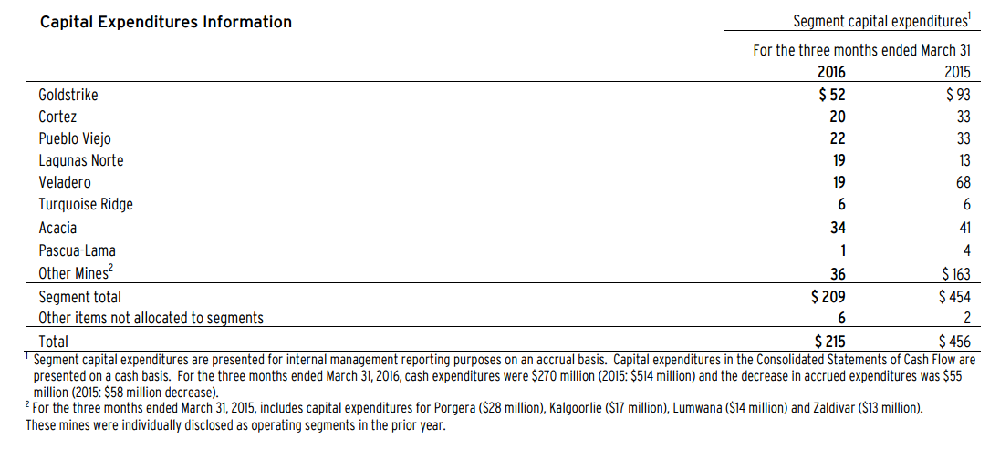 Capital Expenditures Information Segment capital expenditures1
For the three months ended March 31
2016 2015
Goldstrike $ 52 $ 93
Cortez 20 33
Pueblo Viejo 22 33
Lagunas Norte 19 13
Veladero 19 68
Turquoise Ridge 6 6
Acacia 34 41
Pascua-Lama 1 4
Other Mines2 36 $ 163
Segment total $ 209 $ 454
Other items not allocated to segments 6 2
Total $ 215 $ 456
1 Segment capital expenditures are presented for internal management reporting purposes on an accrual basis. Capital expenditures in the Consolidated Statements of Cash Flow are
presented on a cash basis. For the three months ended March 31, 2016, cash expenditures were $270 million (2015: $514 million) and the decrease in accrued expenditures was $55
million (2015: $58 million decrease).
2 For the three months ended March 31, 2015, includes capital expenditures for Porgera ($28 million), Kalgoorlie ($17 million), Lumwana ($14 million) and Zaldivar ($13 million).
These mines were individually disclosed as operating segments in the prior year.